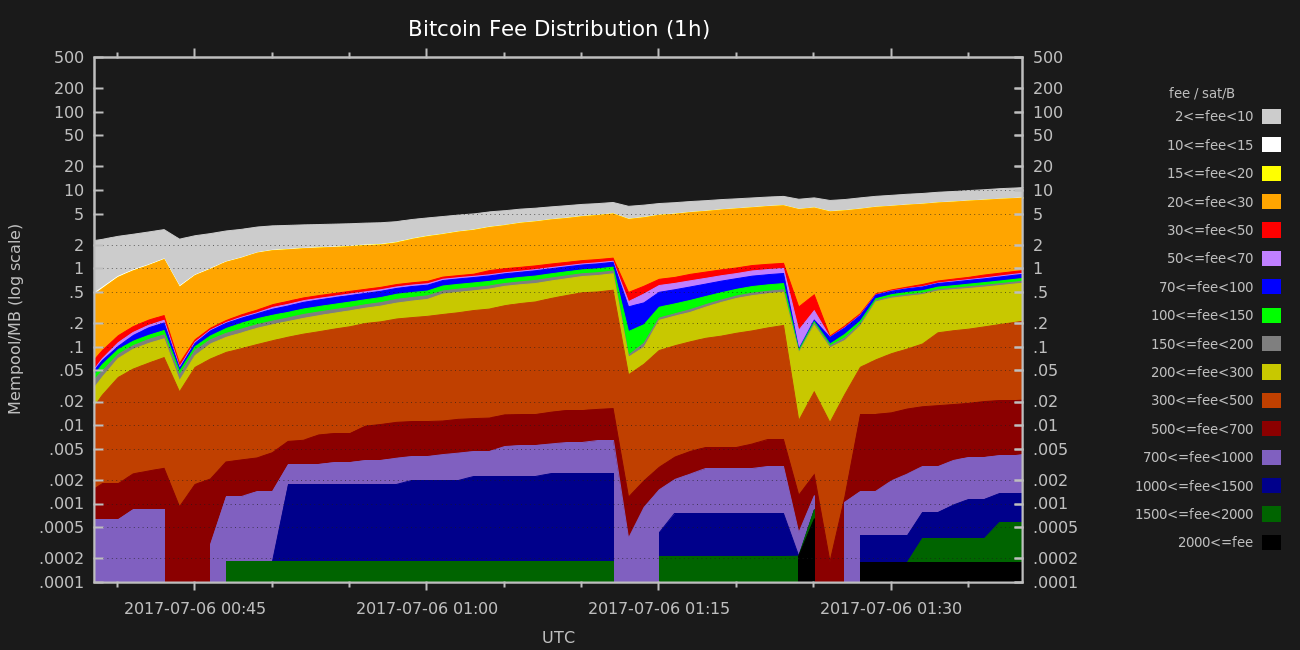 Bitcoin Fee Distribution (1h)
Mempool/MB (log scale)
500
200
100
50
20
10
5
2
1
.5
.2
.1
.05
.02
.01
.005
.002
.001
.0005
.0002
.0001
500
200
100
50
20
10
5
2
1
.5
.2
.1
.05
.02
.01
.005
.002
.001
.0005
.0002
.0001
2017-07-06 00:45
2017-07-06 01:00
2017-07-06 01:15
2017-07-06 01:30
UTC
fee / sat/B
2<=fee<10
10<=fee<15
15<=fee<20
20<=fee<30
30<=fee<50
50<=fee<70
70<=fee<100
100<=fee<150
150<=fee<200
200<=fee<300
300<=fee<500
500<=fee<700
700<=fee<1000
1000<=fee<1500
1500<=fee<2000
2000<=fee